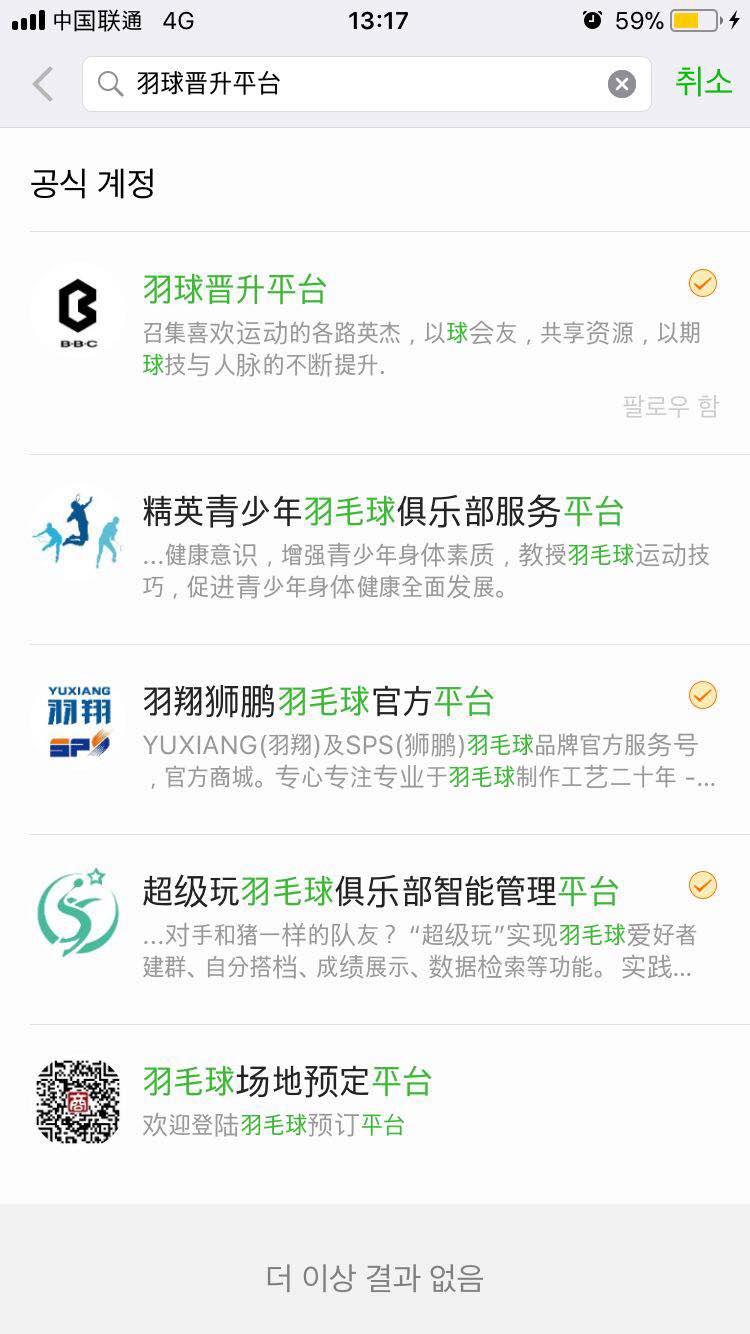 中国联通 4G 13:17 59%
羽球晋升平台 취소
공식 계정
羽球晋升平台
召集喜欢运动的各路英杰，以球会友，共享资源，以期
球技与人脉的不断提升.
B·B·C
팔로우 함
精英青少年羽毛球俱乐部服务平台
...健康意识，增强青少年身体素质，教授羽毛球运动技
巧，促进青少年身体健康全面发展。
YUXIANG
羽翔
SPS
羽翔狮鹏羽毛球官方平台
YUXIANG(羽翔)及SPS(狮鹏)羽毛球品牌官方服务号
，官方商城。专心专注专业于羽毛球制作工艺二十年 -...
超级玩羽毛球俱乐部智能管理平台
...对手和猪一样的队友？“超级玩”实现羽毛球爱好者
建群、自分搭档、成绩展示、数据检索等功能。 实践...
商
羽毛球场地预定平台
欢迎登陆羽毛球预订平台
더 이상 결과 없음